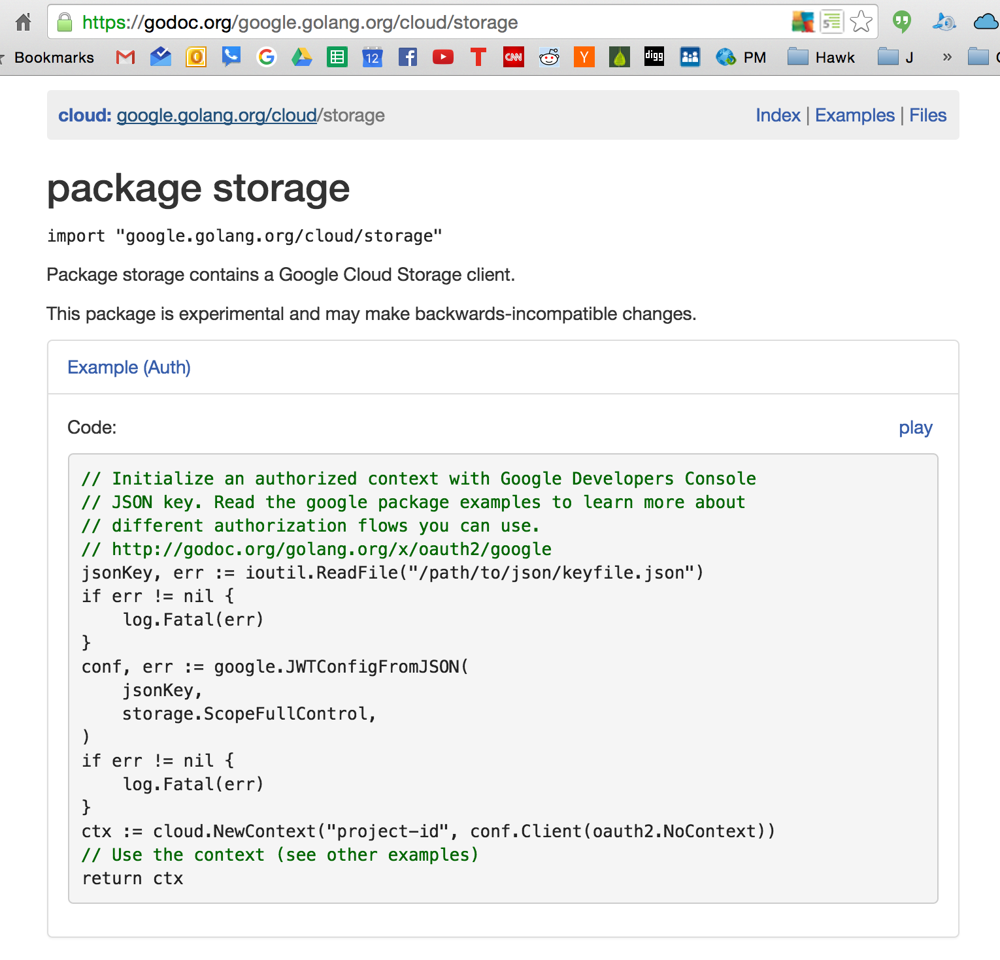 https://godoc.org/google.golang.org/cloud/storage
Bookmarks 12 T CNN Y digg PM Hawk J »
cloud: google.golang.org/cloud/storage Index | Examples | Files
package storage
import "google.golang.org/cloud/storage"
Package storage contains a Google Cloud Storage client.
This package is experimental and may make backwards-incompatible changes.
Example (Auth)
Code: play
// Initialize an authorized context with Google Developers Console
// JSON key. Read the google package examples to learn more about
// different authorization flows you can use.
// http://godoc.org/golang.org/x/oauth2/google
jsonKey, err := ioutil.ReadFile("/path/to/json/keyfile.json")
if err != nil {
    log.Fatal(err)
}
conf, err := google.JWTConfigFromJSON(
    jsonKey,
    storage.ScopeFullControl,
)
if err != nil {
    log.Fatal(err)
}
ctx := cloud.NewContext("project-id", conf.Client(oauth2.NoContext))
// Use the context (see other examples)
return ctx